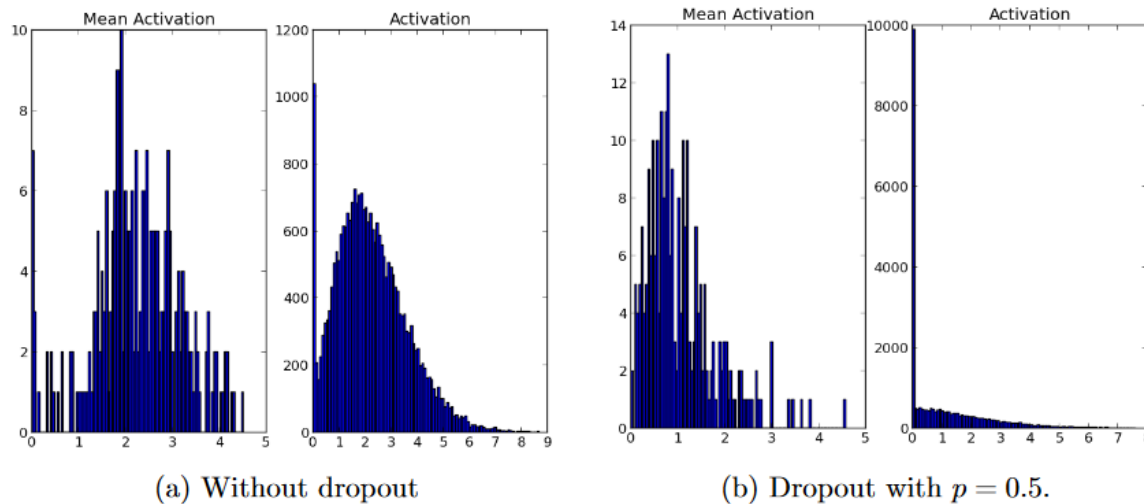 Mean Activation
10
8
6
4
2
0
0 1 2 3 4 5
Activation
1200
1000
800
600
400
200
0
0 1 2 3 4 5 6 7 8 9
(a) Without dropout
Mean Activation
14
12
10
8
6
4
2
0
0 1 2 3 4 5
Activation
10000
8000
6000
4000
2000
0
0 1 2 3 4 5 6 7 8
(b) Dropout with p = 0.5.